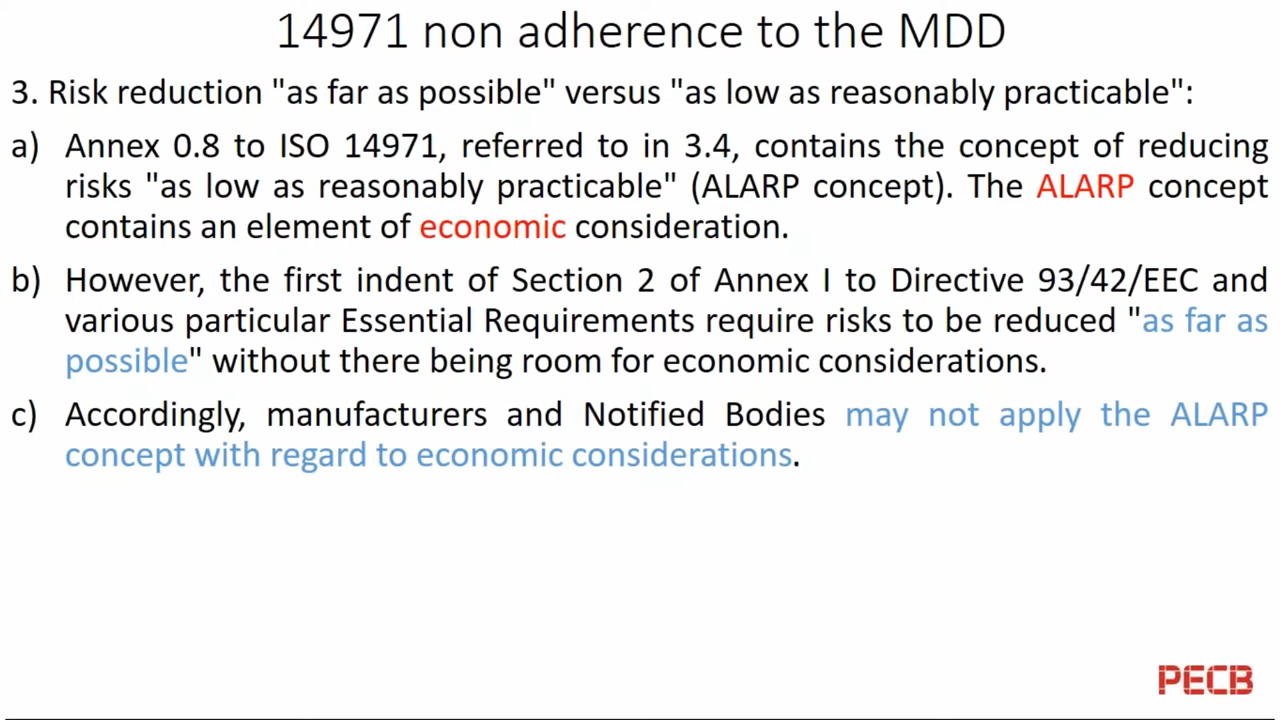 14971 non adherence to the MDD
3. Risk reduction "as far as possible" versus "as low as reasonably practicable":
a) Annex 0.8 to ISO 14971, referred to in 3.4, contains the concept of reducing
risks "as low as reasonably practicable" (ALARP concept). The ALARP concept
contains an element of economic consideration.
b) However, the first indent of Section 2 of Annex I to Directive 93/42/EEC and
various particular Essential Requirements require risks to be reduced "as far as
possible" without there being room for economic considerations.
c) Accordingly, manufacturers and Notified Bodies may not apply the ALARP
concept with regard to economic considerations.
PECB